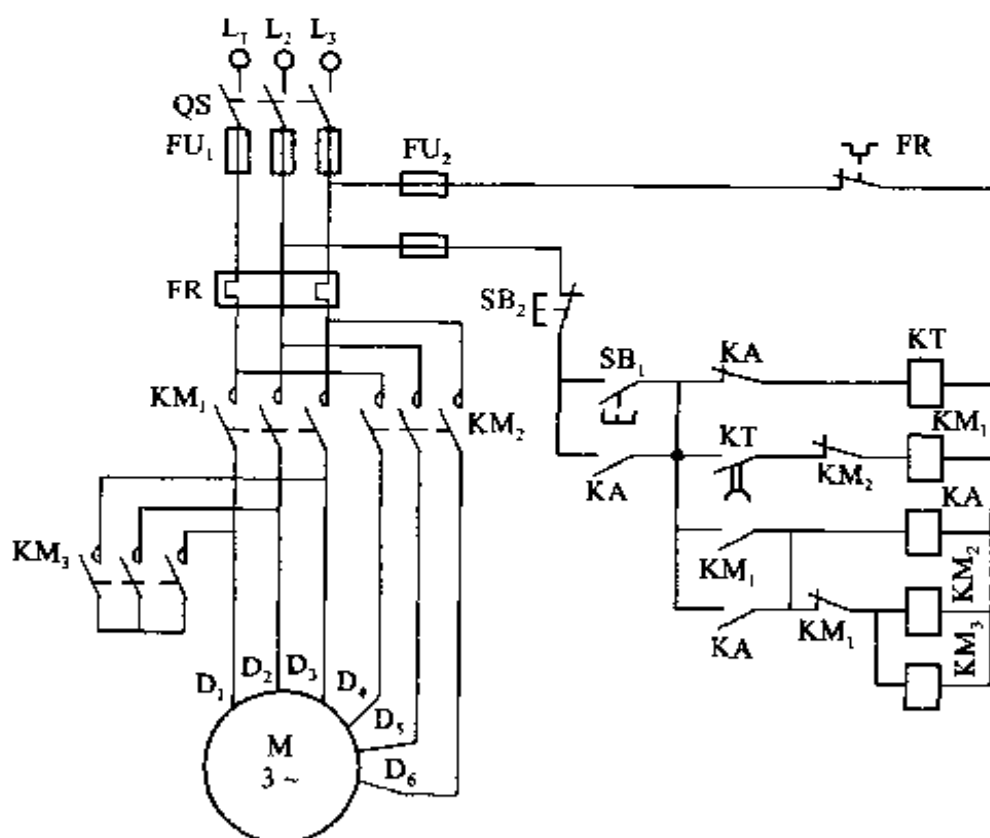 L₁ L₂ L₃
QS
FU₁
FU₂
FR
FR
SB₂
SB₁
KA
KT
KM₁
KM₂
KA
KT
KM₂
KM₁
KM₃
KM₁
KA
KA
KM₁
KM₂
KM₃
D₁ D₂ D₃ D₄
D₅
D₆
M
3 ~